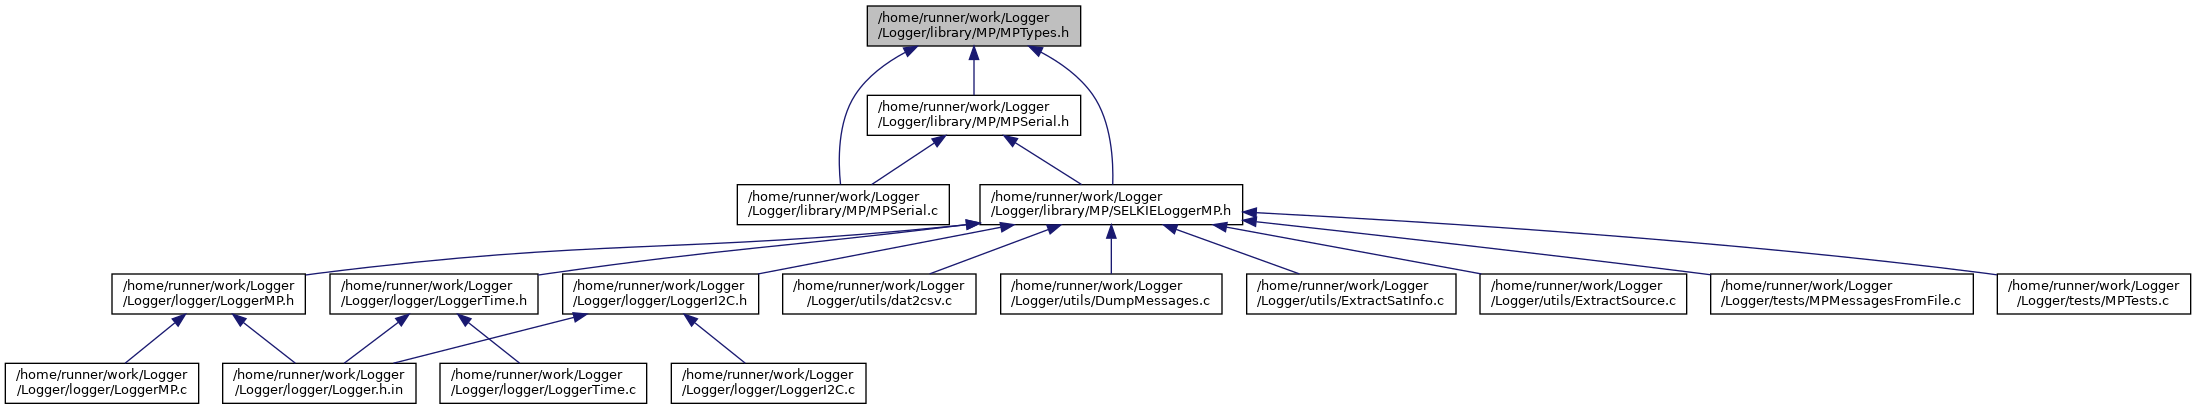 /home/runner/work/Logger
/Logger/library/MP/MPTypes.h
/home/runner/work/Logger
/Logger/library/MP/MPSerial.h
/home/runner/work/Logger
/Logger/library/MP/MPSerial.c
/home/runner/work/Logger
/Logger/library/MP/SELKIELoggerMP.h
/home/runner/work/Logger
/Logger/logger/LoggerMP.h
/home/runner/work/Logger
/Logger/logger/LoggerTime.h
/home/runner/work/Logger
/Logger/logger/LoggerI2C.h
/home/runner/work/Logger
/Logger/utils/dat2csv.c
/home/runner/work/Logger
/Logger/utils/DumpMessages.c
/home/runner/work/Logger
/Logger/utils/ExtractSatInfo.c
/home/runner/work/Logger
/Logger/utils/ExtractSource.c
/home/runner/work/Logger
/Logger/tests/MPMessagesFromFile.c
/home/runner/work/Logger
/Logger/tests/MPTests.c
/home/runner/work/Logger
/Logger/logger/LoggerMP.c
/home/runner/work/Logger
/Logger/logger/Logger.h.in
/home/runner/work/Logger
/Logger/logger/LoggerTime.c
/home/runner/work/Logger
/Logger/logger/LoggerI2C.c